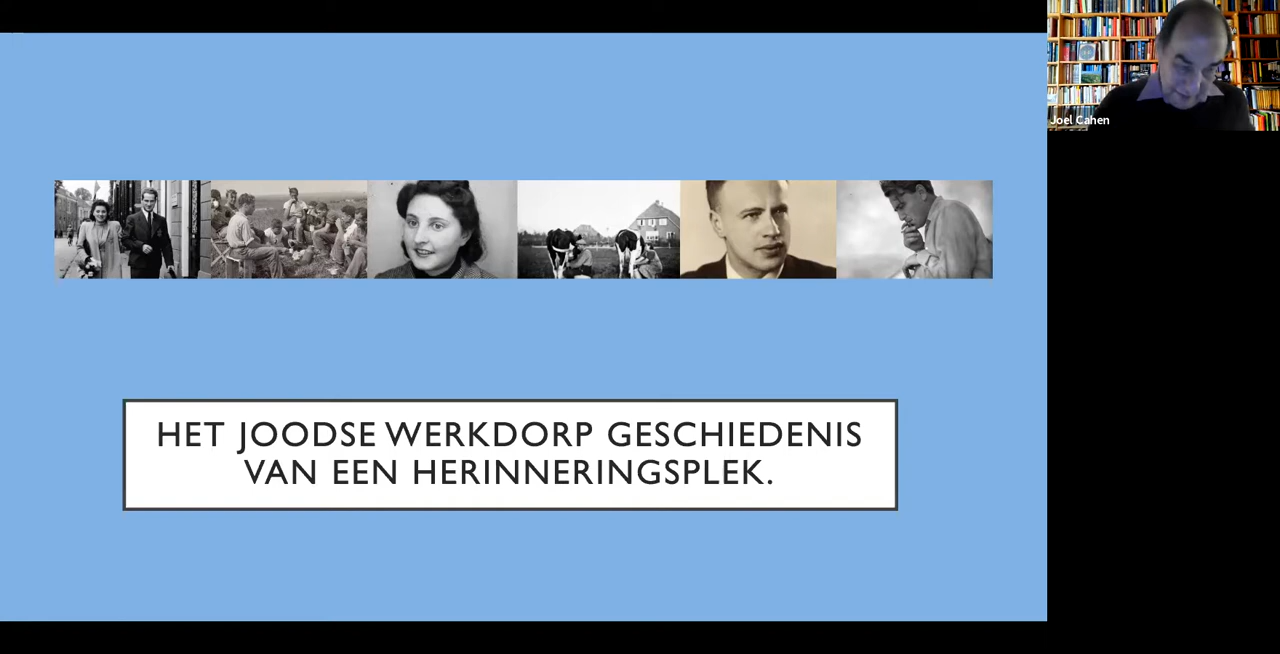 Joel Cahen
HET JOODSE WERKDORP GESCHIEDENIS
VAN EEN HERINNERINGSPLEK.